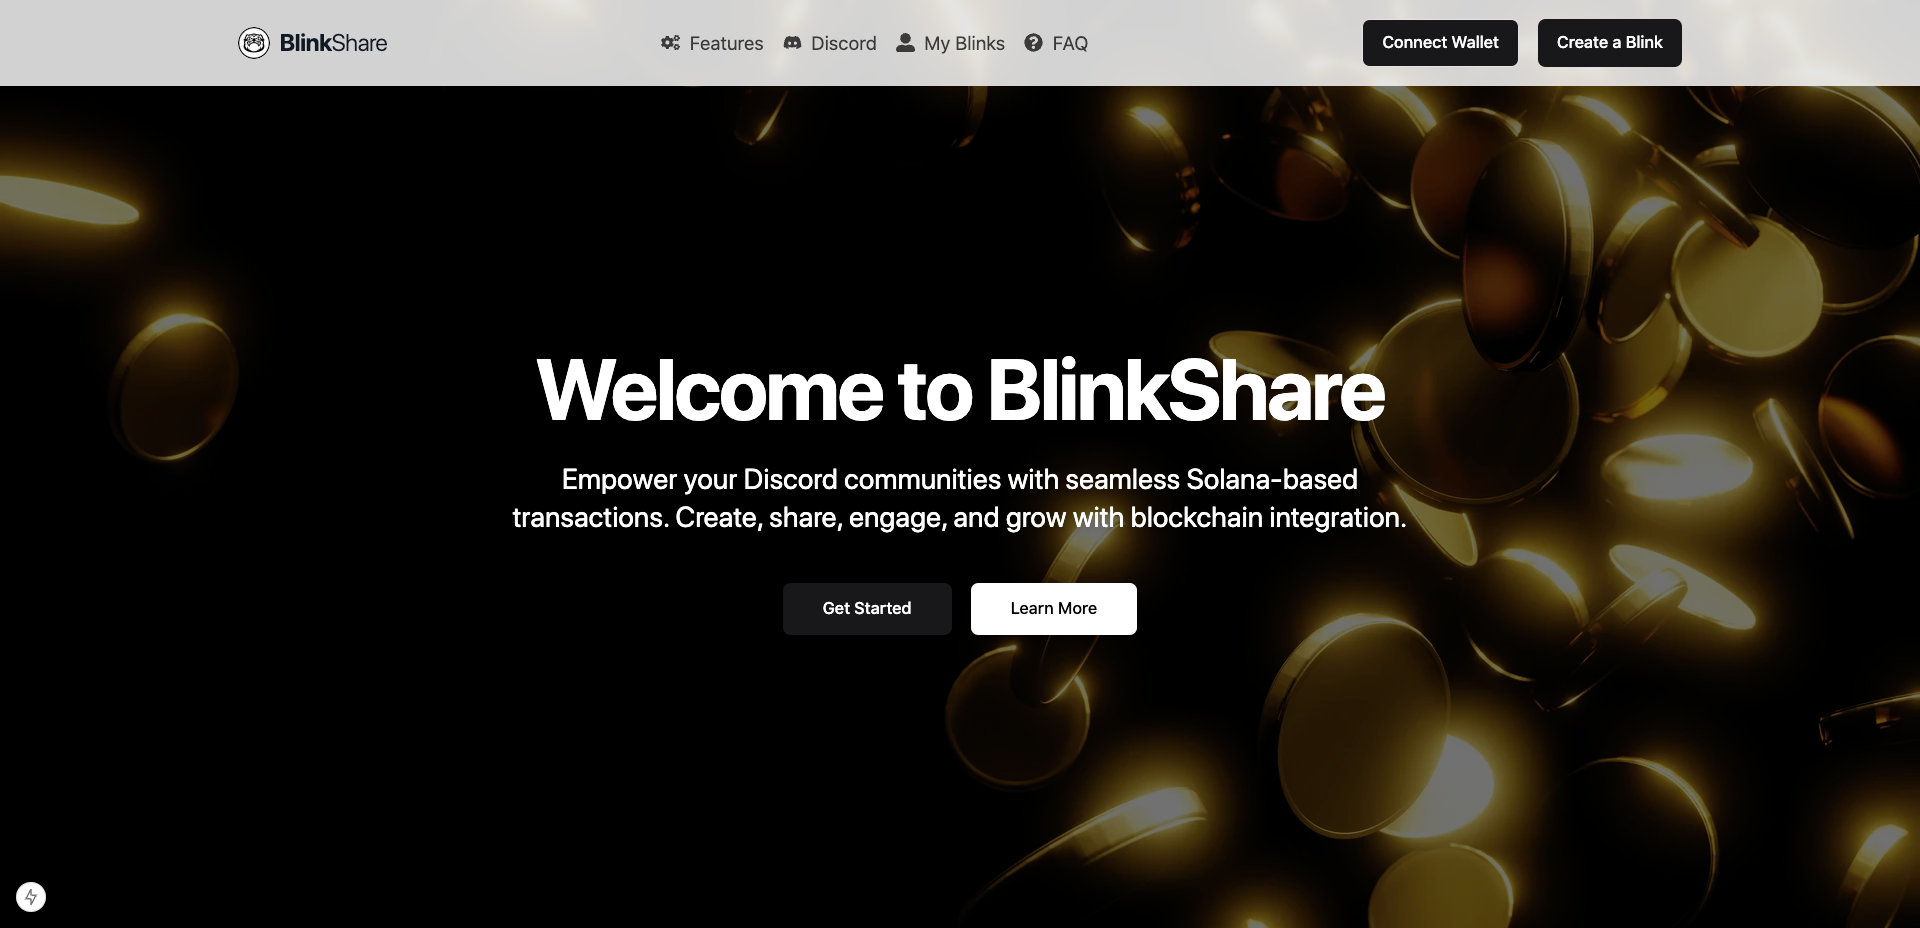 BlinkShare
Features
Discord
My Blinks
FAQ
Connect Wallet
Create a Blink
Welcome to BlinkShare
Empower your Discord communities with seamless Solana-based
transactions. Create, share, engage, and grow with blockchain integration.
Get Started
Learn More